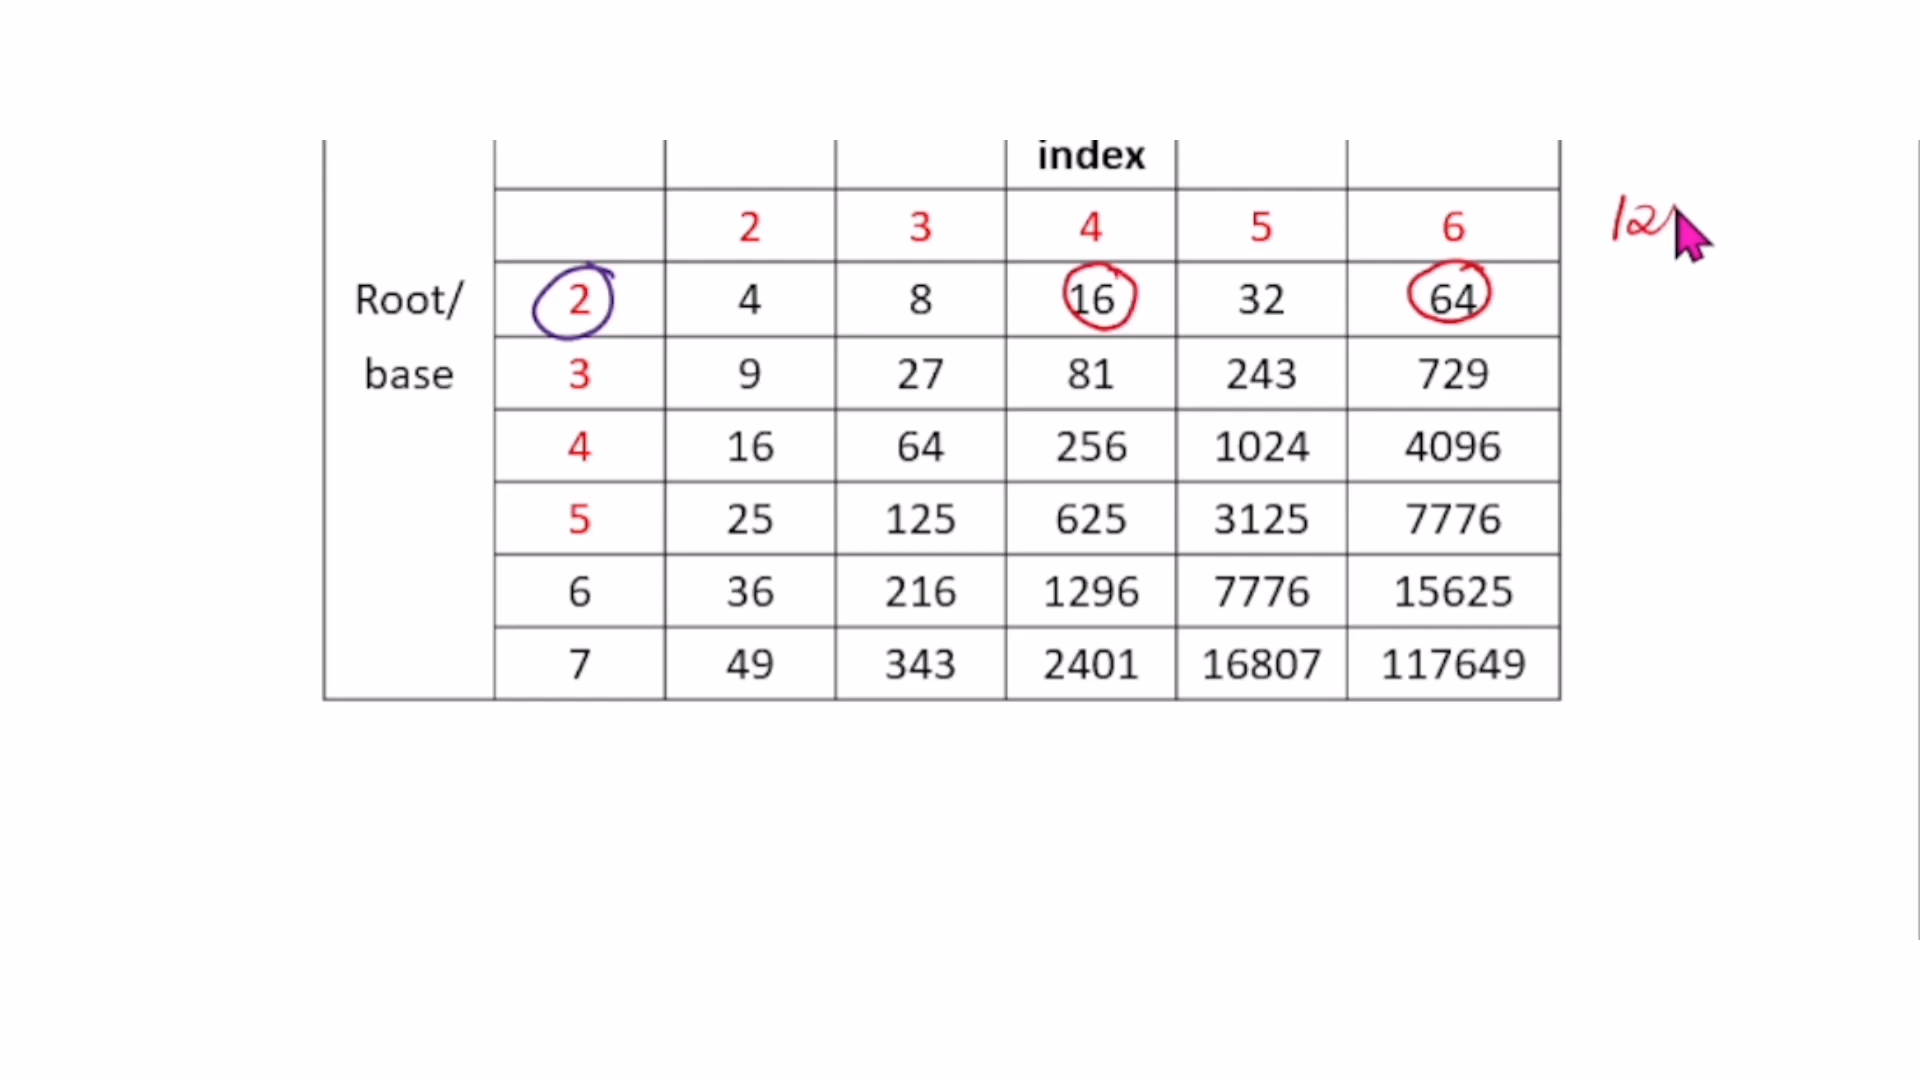 index
2 3 4 5 6 12
Root/ 2 4 8 16 32 64
base 3 9 27 81 243 729
4 16 64 256 1024 4096
5 25 125 625 3125 7776
6 36 216 1296 7776 15625
7 49 343 2401 16807 117649